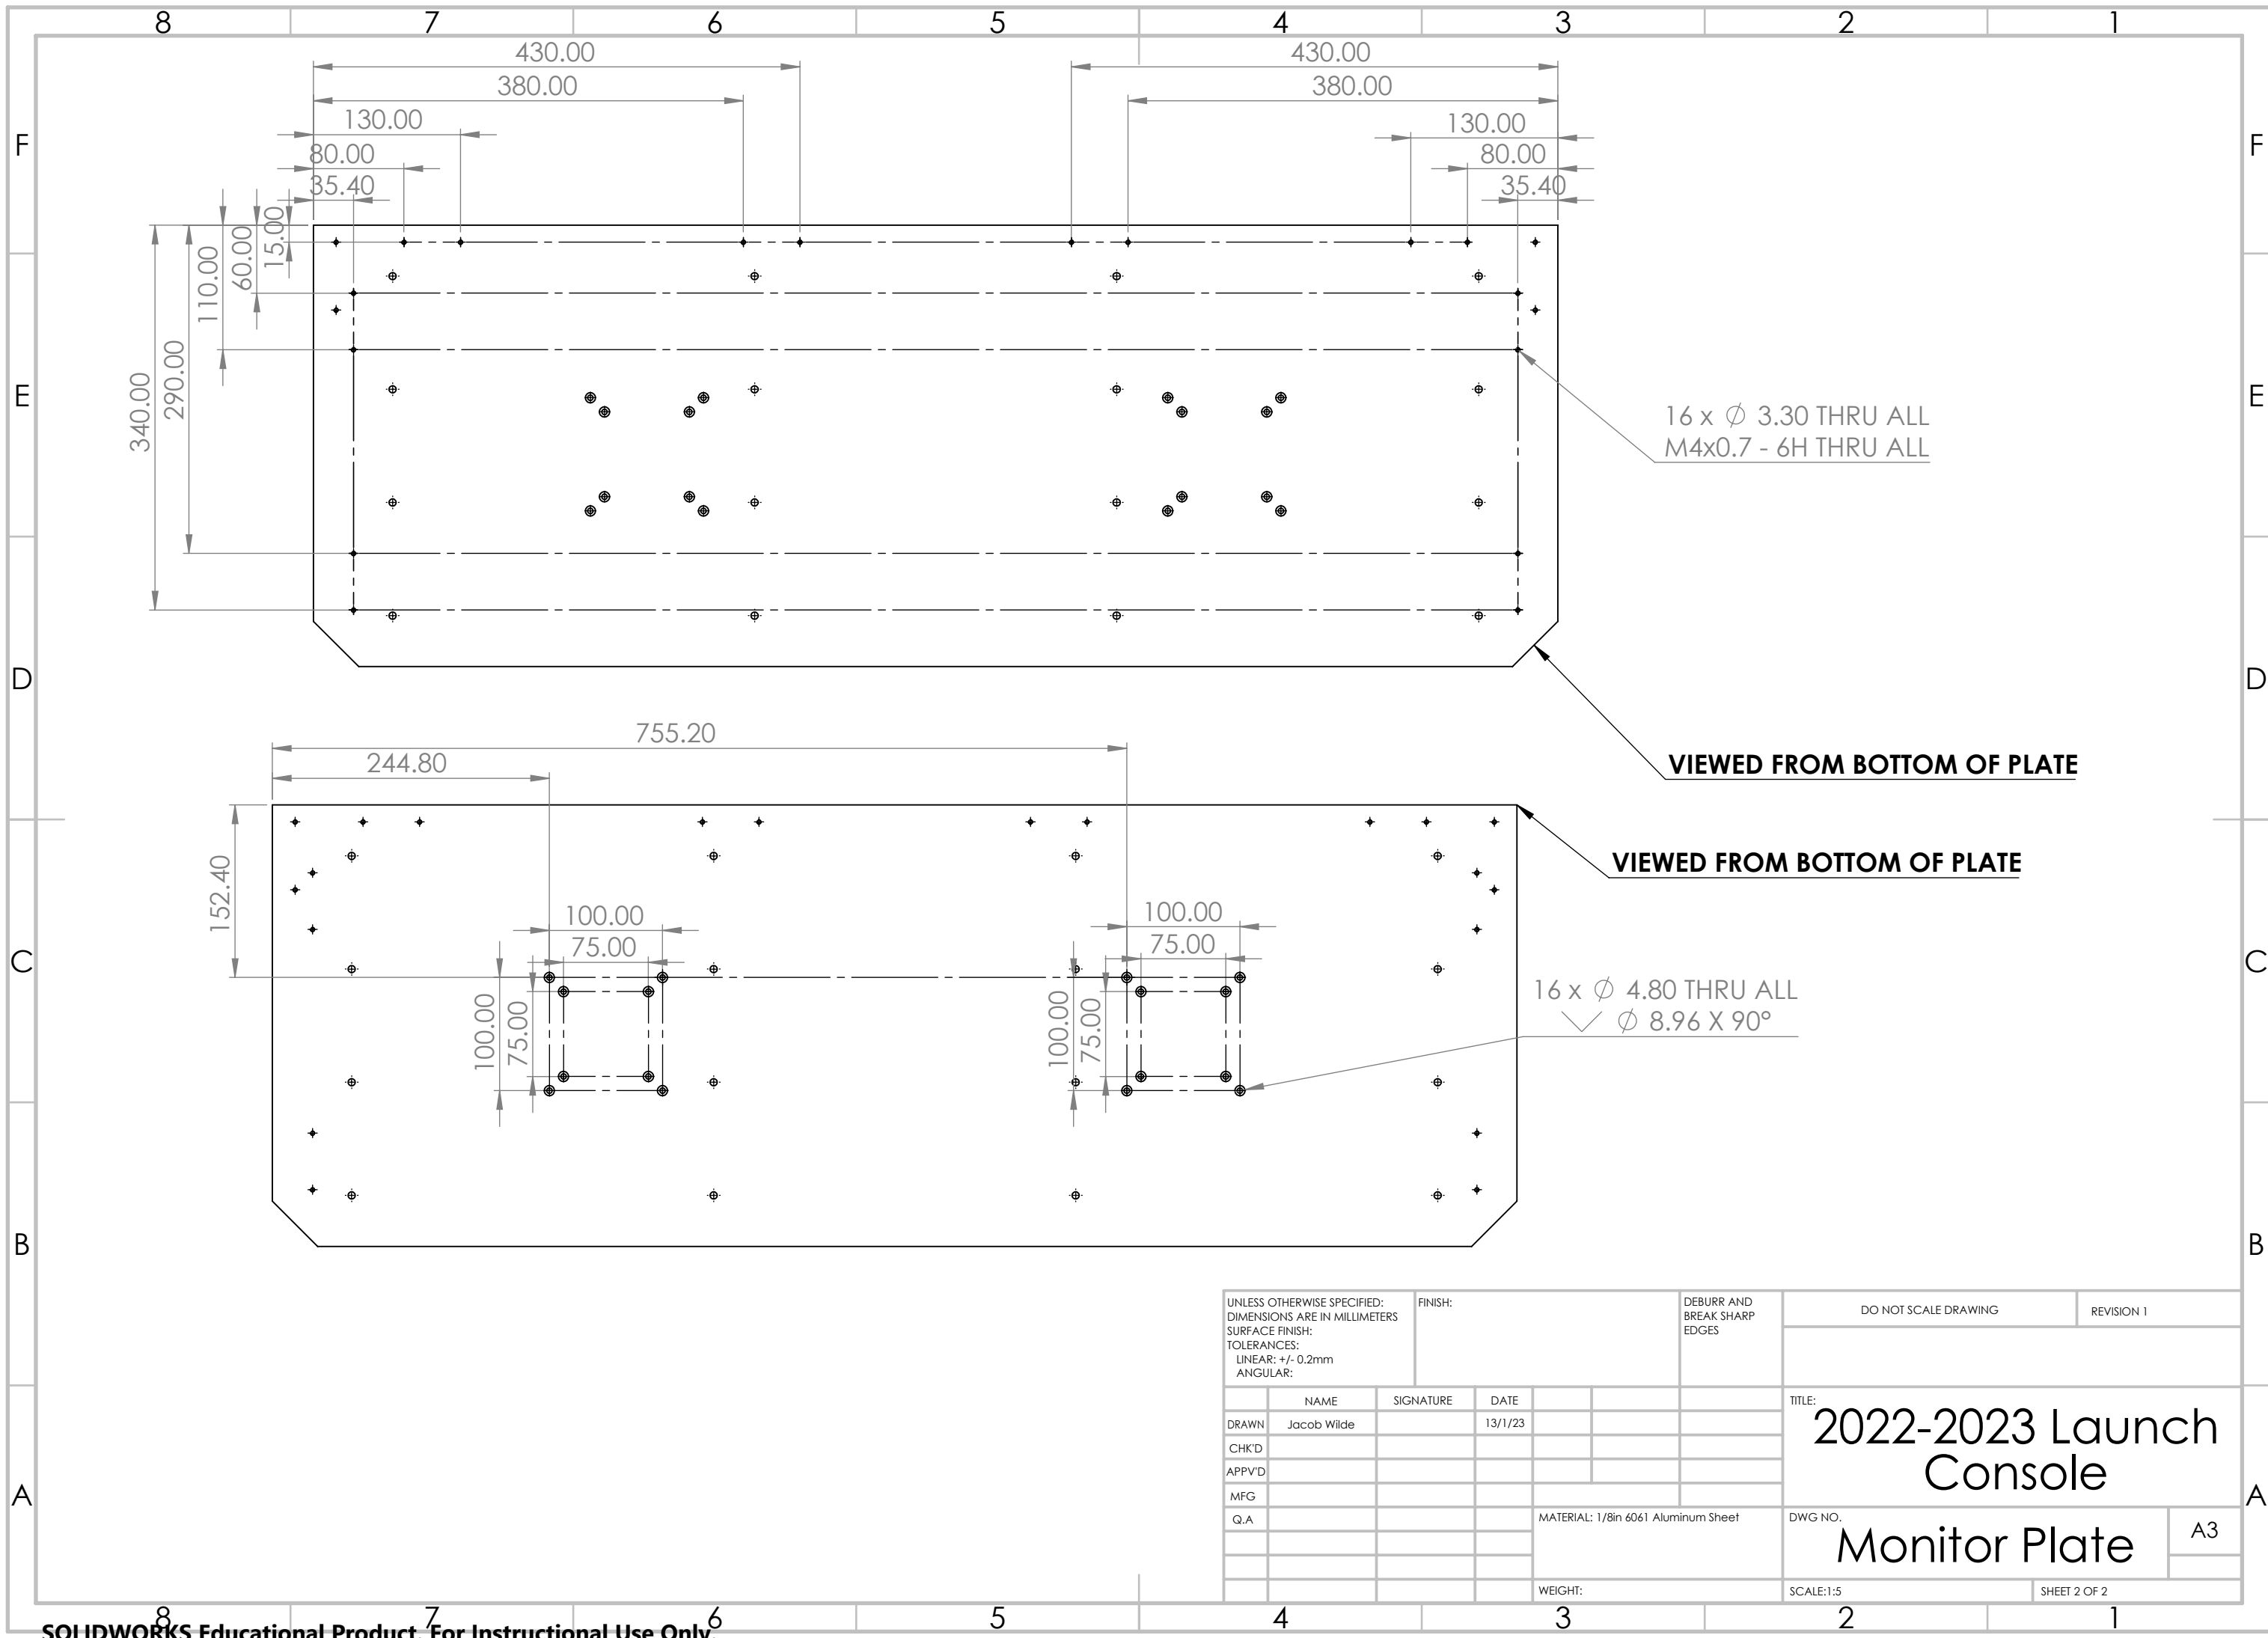 8 7 6 5 4 3 2 1
430.00 430.00
380.00 380.00
130.00 130.00
80.00 80.00
35.40 35.40
F F
15.00
60.00
110.00
290.00
340.00
E E
16 x ∅ 3.30 THRU ALL
M4x0.7 - 6H THRU ALL
D D
755.20
244.80
VIEWED FROM BOTTOM OF PLATE
VIEWED FROM BOTTOM OF PLATE
152.40
100.00 100.00
75.00 75.00
C C
100.00 75.00 100.00 75.00
16 x ∅ 4.80 THRU ALL
⌵ ∅ 8.96 X 90°
B B
UNLESS OTHERWISE SPECIFIED:
DIMENSIONS ARE IN MILLIMETERS
SURFACE FINISH:
TOLERANCES:
LINEAR: +/- 0.2mm
ANGULAR:
FINISH:
DEBURR AND
BREAK SHARP
EDGES
DO NOT SCALE DRAWING
REVISION 1
NAME SIGNATURE DATE
DRAWN Jacob Wilde 13/1/23
CHK'D
APPV'D
MFG
Q.A
TITLE:
2022-2023 Launch
Console
A A
MATERIAL: 1/8in 6061 Aluminum Sheet
DWG NO.
Monitor Plate
A3
WEIGHT:
SCALE:1:5
SHEET 2 OF 2
8 7 6 5 4 3 2 1
SOLIDWORKS Educational Product. For Instructional Use Only.